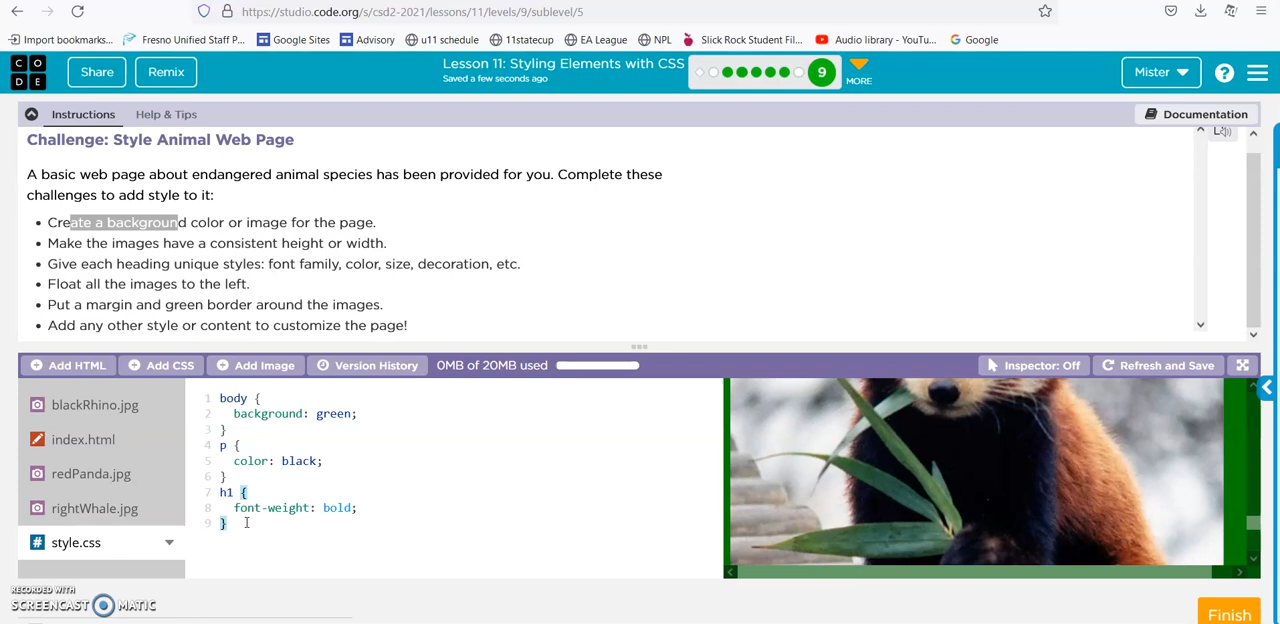 https://studio.code.org/s/csd2-2021/lessons/11/levels/9/sublevel/5
Import bookmarks... Fresno Unified Staff P... Google Sites Advisory u11 schedule 11statecup EA League NPL Slick Rock Student Fil... Audio library - YouTu... Google
CODE Share Remix Lesson 11: Styling Elements with CSS 9 MORE Mister ?
Saved a few seconds ago
Instructions Help & Tips Documentation
Challenge: Style Animal Web Page
A basic web page about endangered animal species has been provided for you. Complete these
challenges to add style to it:
• Create a background color or image for the page.
• Make the images have a consistent height or width.
• Give each heading unique styles: font family, color, size, decoration, etc.
• Float all the images to the left.
• Put a margin and green border around the images.
• Add any other style or content to customize the page!
Add HTML Add CSS Add Image Version History 0MB of 20MB used Inspector: Off Refresh and Save
blackRhino.jpg
index.html
redPanda.jpg
rightWhale.jpg
style.css
1 body {
2 background: green;
3 }
4 p {
5 color: black;
6 }
7 h1 {
8 font-weight: bold;
9 }
RECORDED WITH
SCREENCAST MATIC
Finish